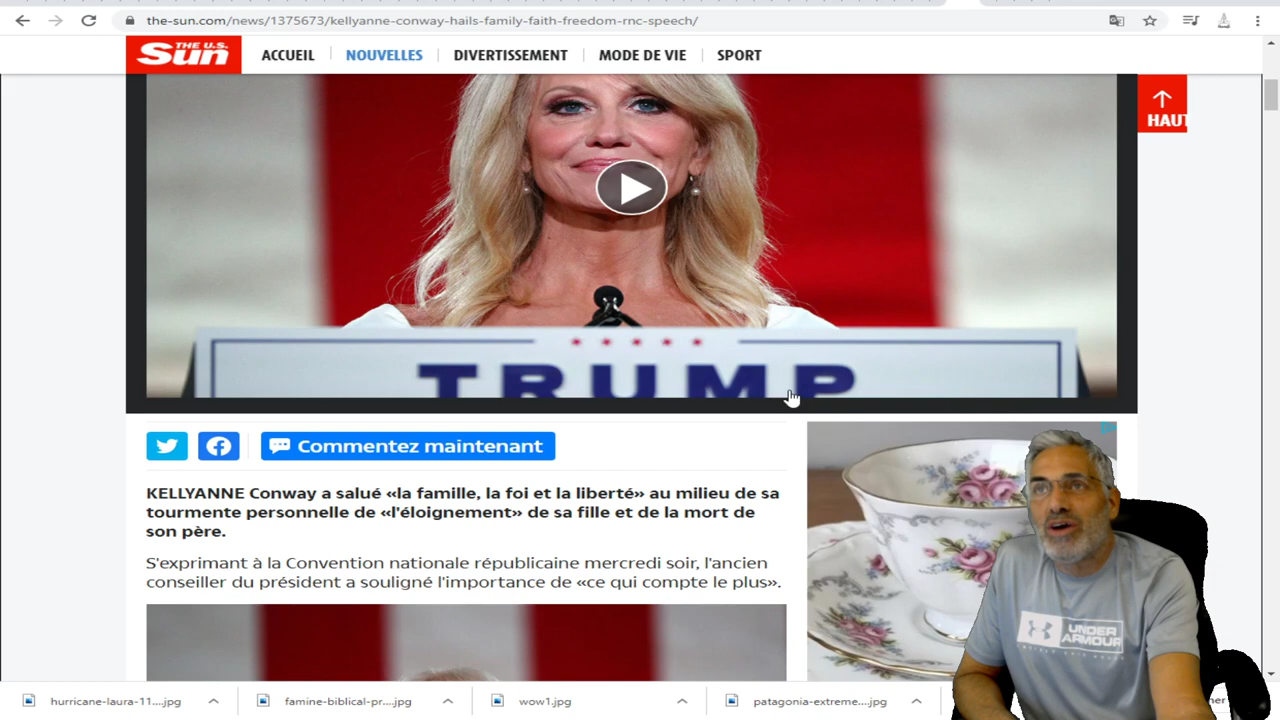 the-sun.com/news/1375673/kellyanne-conway-hails-family-faith-freedom-rnc-speech/
THE U.S. Sun
ACCUEIL NOUVELLES DIVERTISSEMENT MODE DE VIE SPORT
HAUT
TRUMP
Commentez maintenant
KELLYANNE Conway a salué «la famille, la foi et la liberté» au milieu de sa
tourmente personnelle de «l'éloignement» de sa fille et de la mort de
son père.
S'exprimant à la Convention nationale républicaine mercredi soir, l'ancien
conseiller du président a souligné l'importance de «ce qui compte le plus».
UNDER
ARMOUR
hurricane-laura-11....jpg famine-biblical-pr....jpg wow1.jpg patagonia-extreme....jpg